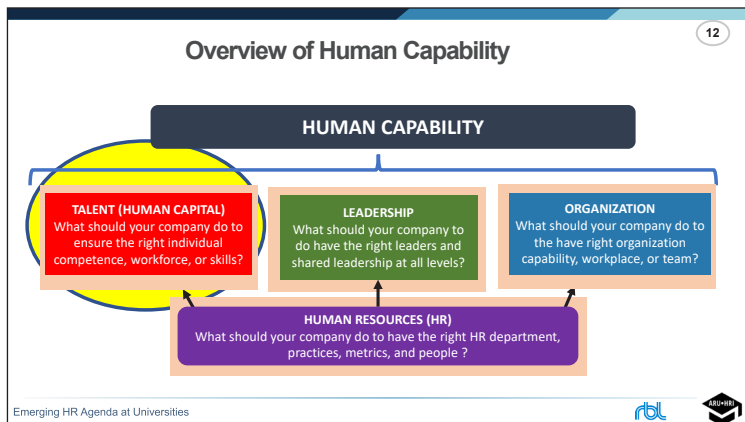 12
Overview of Human Capability
HUMAN CAPABILITY
TALENT (HUMAN CAPITAL)
What should your company do to
ensure the right individual
competence, workforce, or skills?
LEADERSHIP
What should your company to
do have the right leaders and
shared leadership at all levels?
ORGANIZATION
What should your company do to
the have right organization
capability, workplace, or team?
HUMAN RESOURCES (HR)
What should your company do to have the right HR department,
practices, metrics, and people ?
Emerging HR Agenda at Universities
rbl
ARU•HRI